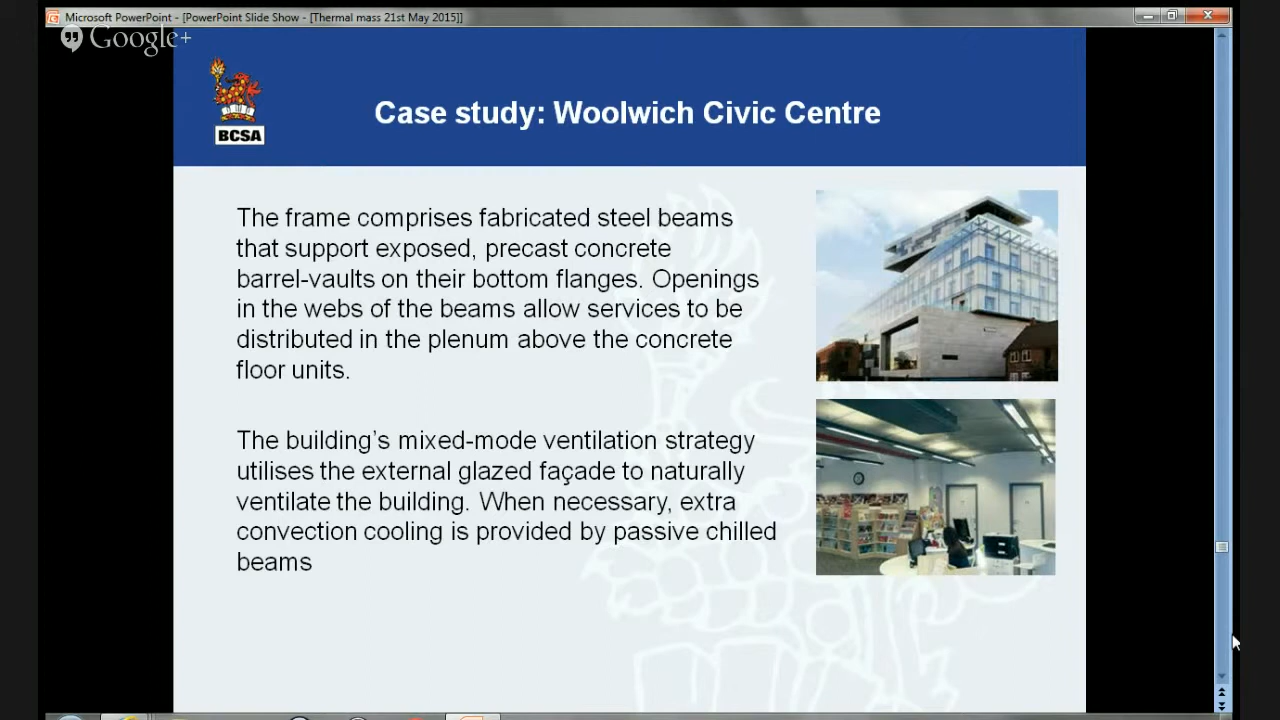 Microsoft PowerPoint - [PowerPoint Slide Show - [Thermal mass 21st May 2015]]
Google+
BCSA
Case study: Woolwich Civic Centre
The frame comprises fabricated steel beams
that support exposed, precast concrete
barrel-vaults on their bottom flanges. Openings
in the webs of the beams allow services to be
distributed in the plenum above the concrete
floor units.
The building’s mixed-mode ventilation strategy
utilises the external glazed façade to naturally
ventilate the building. When necessary, extra
convection cooling is provided by passive chilled
beams